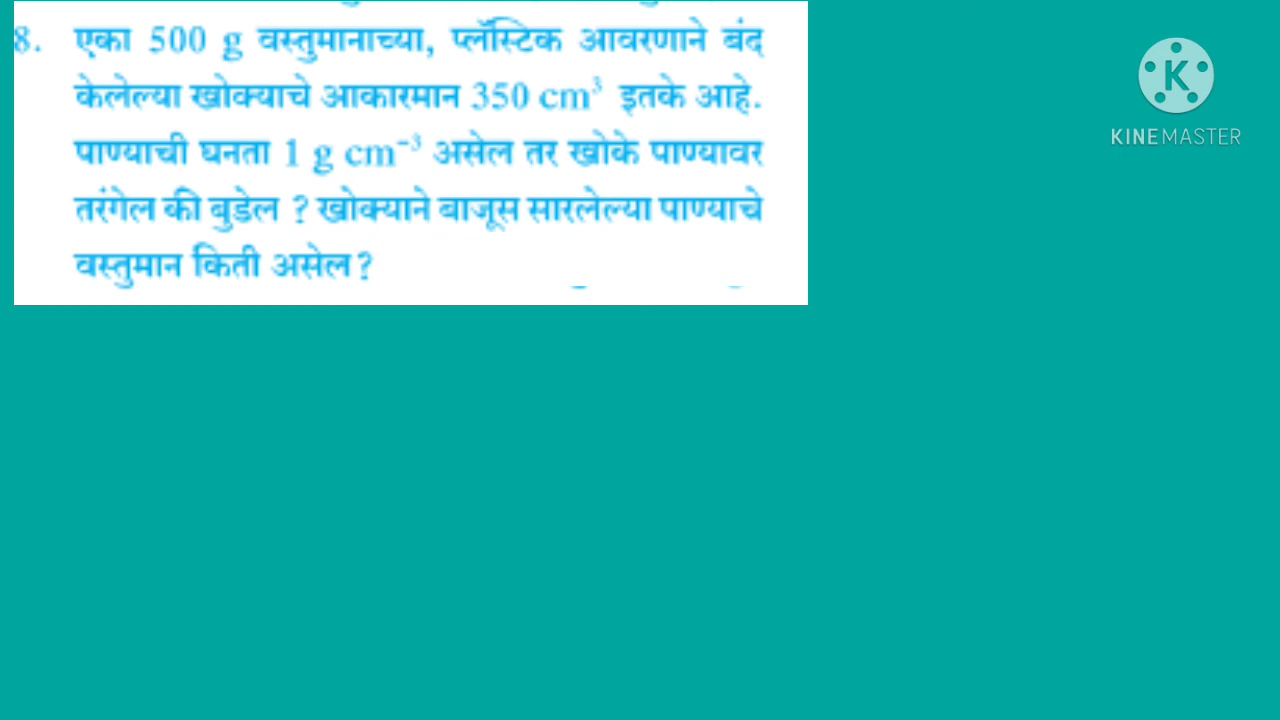 8. एका 500 g वस्तुमानाच्या, प्लॅस्टिक आवरणाने बंद
केलेल्या खोक्याचे आकारमान 350 cm³ इतके आहे.
पाण्याची घनता 1 g cm⁻³ असेल तर खोके पाण्यावर
तरंगेल की बुडेल ? खोक्याने बाजूस सारलेल्या पाण्याचे
वस्तुमान किती असेल ?
K
KINEMASTER